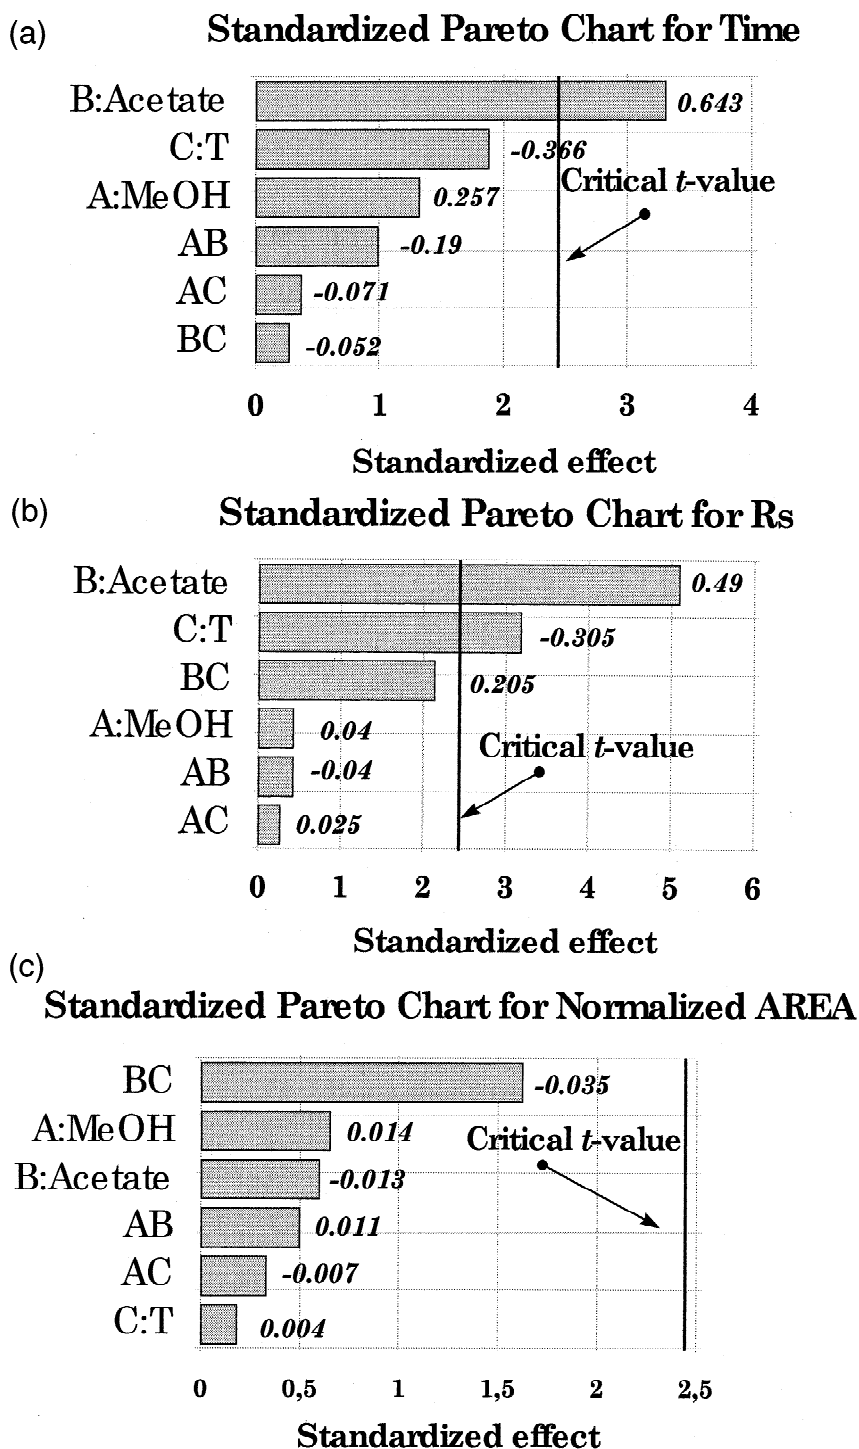 (a)
Standardized Pareto Chart for Time
B:Acetate 0.643
C:T -0.366
A:MeOH 0.257
Critical t-value
AB -0.19
AC -0.071
BC -0.052
0 1 2 3 4
Standardized effect
(b)
Standardized Pareto Chart for Rs
B:Acetate 0.49
C:T -0.305
BC 0.205
A:MeOH 0.04
Critical t-value
AB -0.04
AC 0.025
0 1 2 3 4 5 6
Standardized effect
(c)
Standardized Pareto Chart for Normalized AREA
BC -0.035
A:MeOH 0.014
Critical t-value
B:Acetate -0.013
AB 0.011
AC -0.007
C:T 0.004
0 0,5 1 1,5 2 2,5
Standardized effect